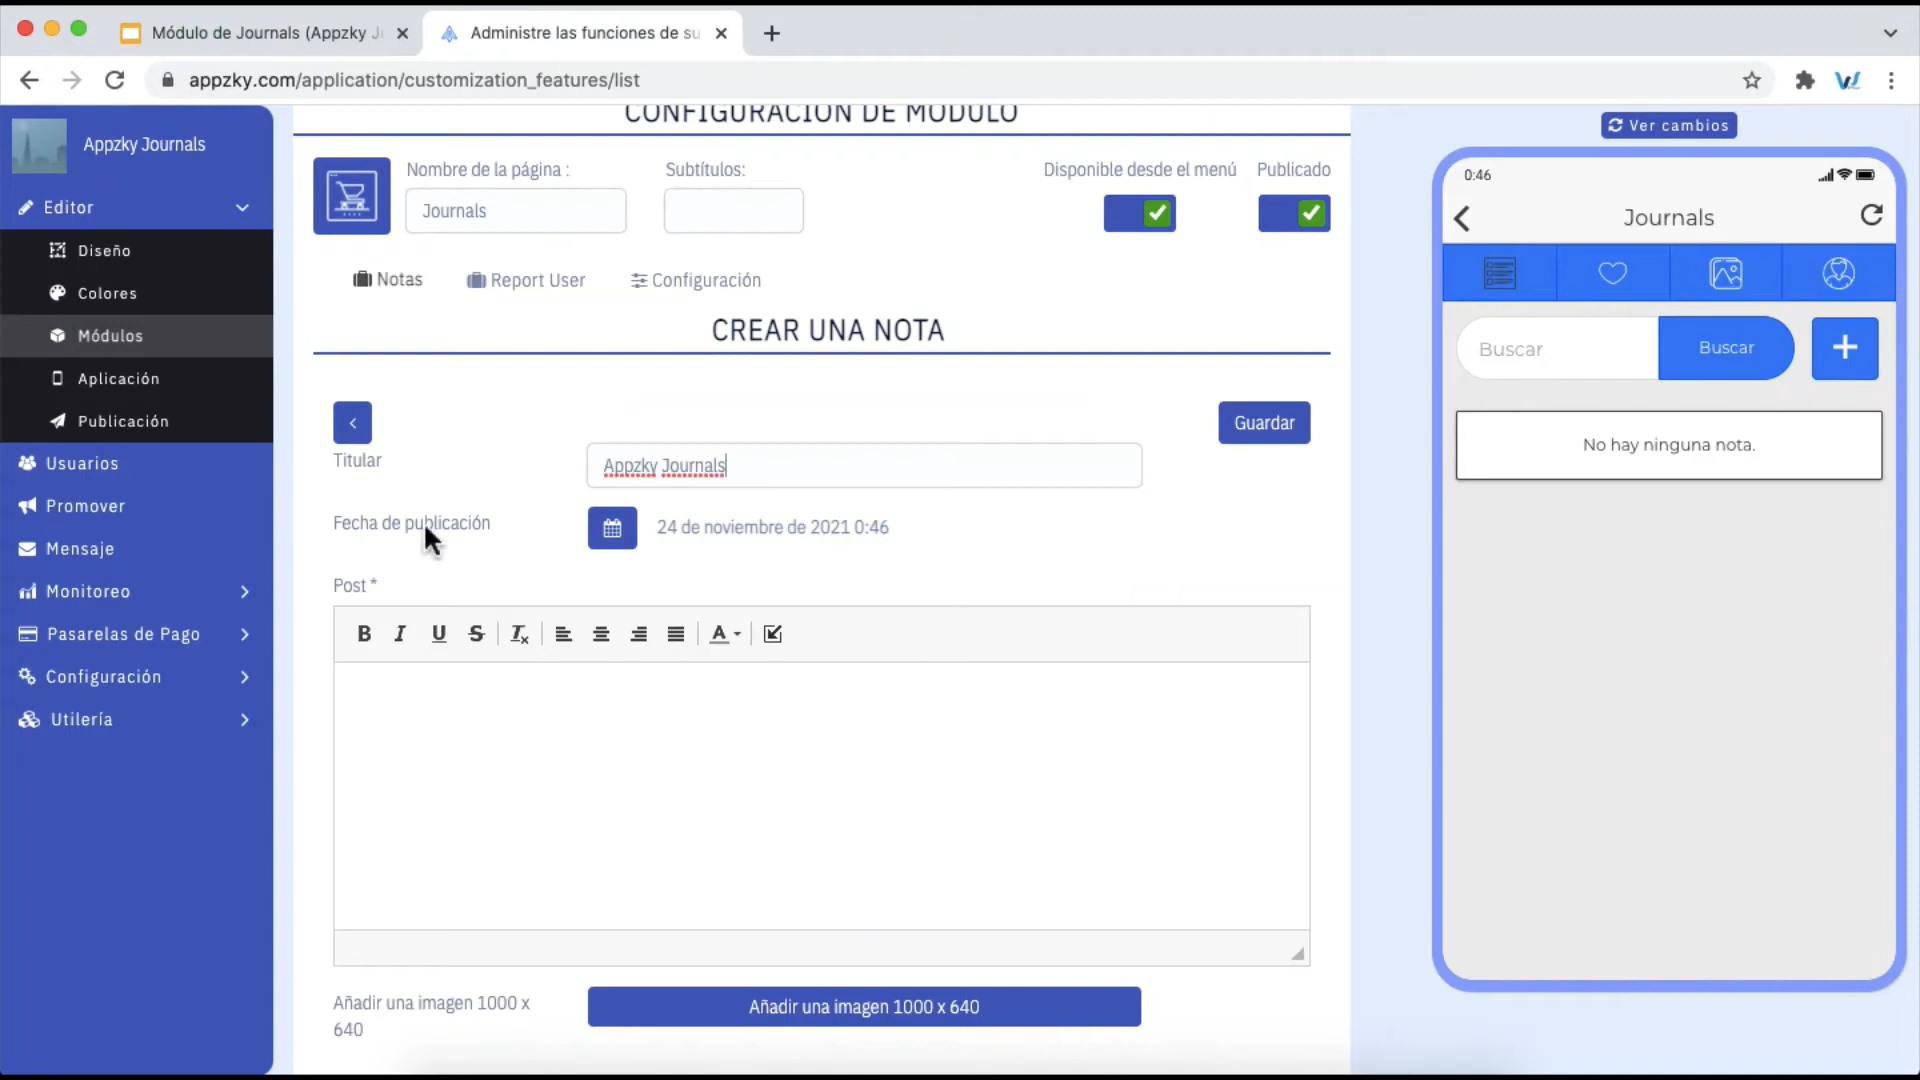 Módulo de Journals (Appzky J
Administre las funciones de su
appzky.com/application/customization_features/list
Appzky Journals
Editor
Diseño
Colores
Módulos
Aplicación
Publicación
Usuarios
Promover
Mensaje
Monitoreo
Pasarelas de Pago
Configuración
Utilería
CONFIGURACIÓN DE MÓDULO
Nombre de la página :
Subtítulos:
Disponible desde el menú
Publicado
Journals
Notas
Report User
Configuración
CREAR UNA NOTA
<
Guardar
Titular
Appzky Journals
Fecha de publicación
24 de noviembre de 2021 0:46
Post *
B I U S Tx A
Añadir una imagen 1000 x
640
Añadir una imagen 1000 x 640
Ver cambios
0:46
Journals
Buscar
Buscar
+
No hay ninguna nota.